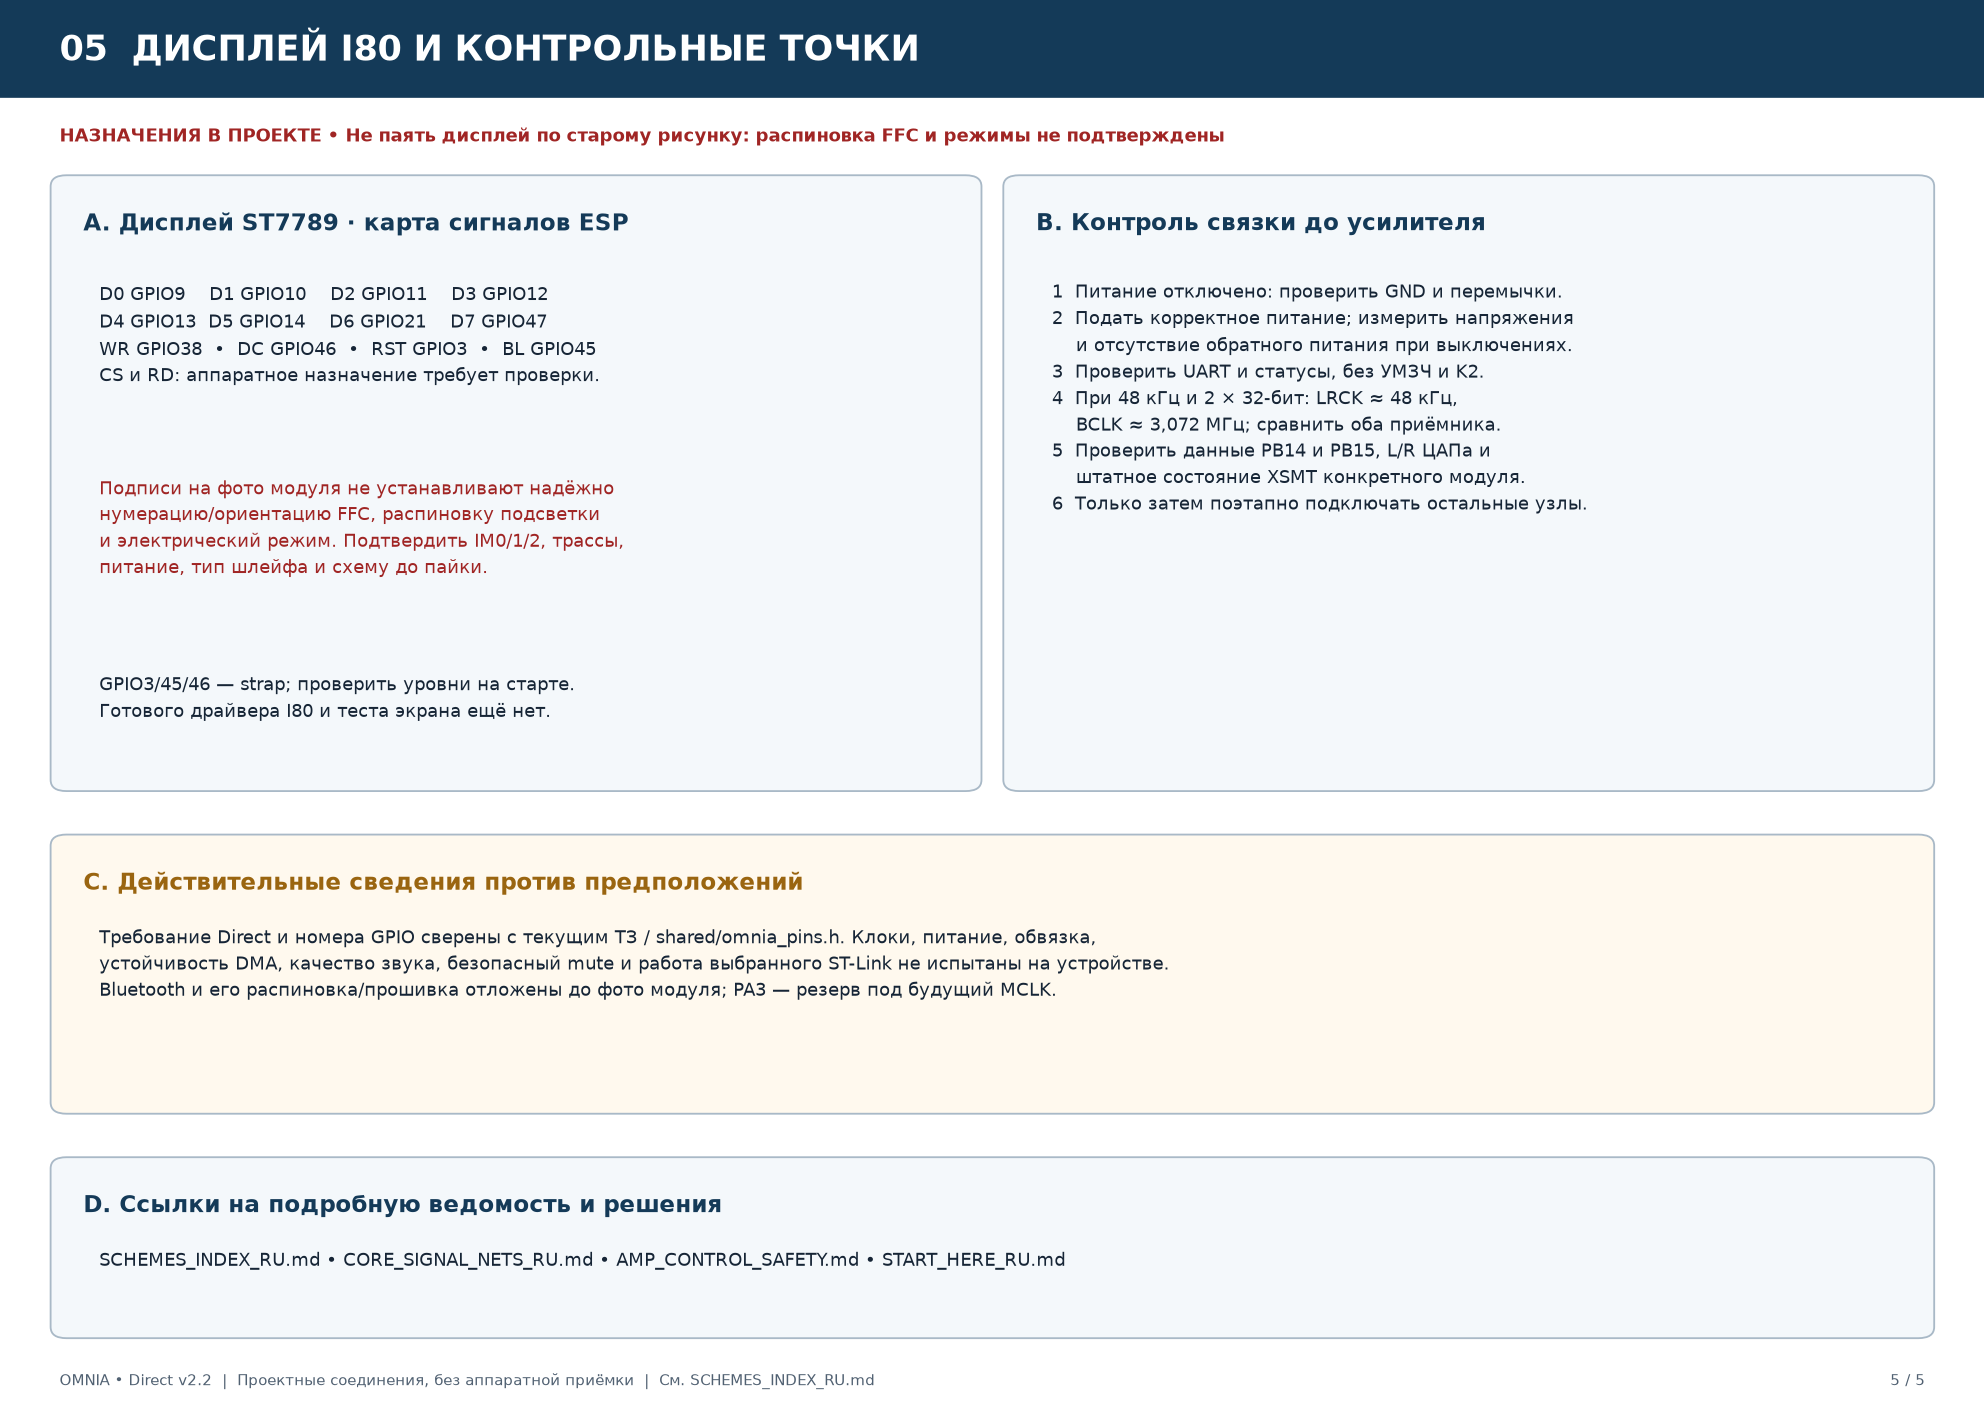 05 ДИСПЛЕЙ I80 И КОНТРОЛЬНЫЕ ТОЧКИ
НАЗНАЧЕНИЯ В ПРОЕКТЕ • Не паять дисплей по старому рисунку: распиновка FFC и режимы не подтверждены
A. Дисплей ST7789 · карта сигналов ESP
D0 GPIO9 D1 GPIO10 D2 GPIO11 D3 GPIO12
D4 GPIO13 D5 GPIO14 D6 GPIO21 D7 GPIO47
WR GPIO38 • DC GPIO46 • RST GPIO3 • BL GPIO45
CS и RD: аппаратное назначение требует проверки.
Подписи на фото модуля не устанавливают надёжно
нумерацию/ориентацию FFC, распиновку подсветки
и электрический режим. Подтвердить IM0/1/2, трассы,
питание, тип шлейфа и схему до пайки.
GPIO3/45/46 — strap; проверить уровни на старте.
Готового драйвера I80 и теста экрана ещё нет.
B. Контроль связки до усилителя
1 Питание отключено: проверить GND и перемычки.
2 Подать корректное питание; измерить напряжения
и отсутствие обратного питания при выключениях.
3 Проверить UART и статусы, без УМЗЧ и K2.
4 При 48 кГц и 2 × 32-бит: LRCK ≈ 48 кГц,
BCLK ≈ 3,072 МГц; сравнить оба приёмника.
5 Проверить данные PB14 и PB15, L/R ЦАПа и
штатное состояние XSMT конкретного модуля.
6 Только затем поэтапно подключать остальные узлы.
C. Действительные сведения против предположений
Требование Direct и номера GPIO сверены с текущим ТЗ / shared/omnia_pins.h. Клоки, питание, обвязка,
устойчивость DMA, качество звука, безопасный mute и работа выбранного ST-Link не испытаны на устройстве.
Bluetooth и его распиновка/прошивка отложены до фото модуля; PA3 — резерв под будущий MCLK.
D. Ссылки на подробную ведомость и решения
SCHEMES_INDEX_RU.md • CORE_SIGNAL_NETS_RU.md • AMP_CONTROL_SAFETY.md • START_HERE_RU.md
OMNIA • Direct v2.2 | Проектные соединения, без аппаратной приёмки | См. SCHEMES_INDEX_RU.md
5 / 5